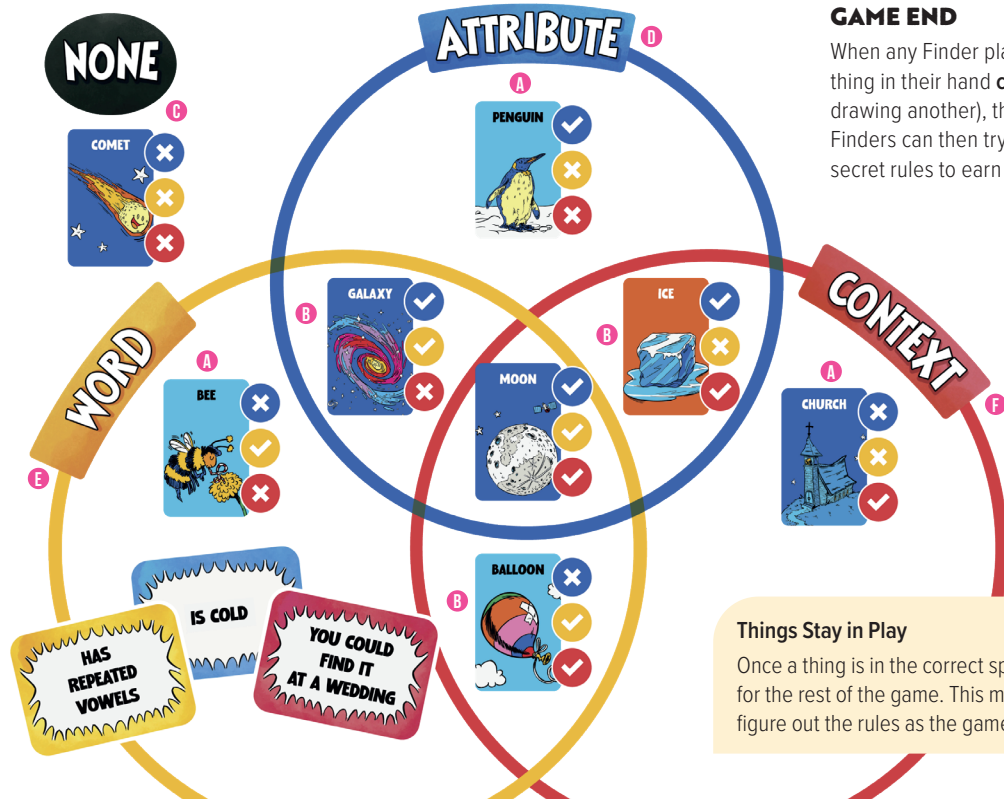 NONE
C
COMET
ATTRIBUTE
D
A
PENGUIN
GAME END
When any Finder pla
thing in their hand
drawing another), th
Finders can then try
secret rules to earn
WORD
E
A
BEE
B
GALAXY
MOON
B
ICE
CONTEXT
F
A
CHURCH
B
BALLOON
HAS
REPEATED
VOWELS
IS COLD
YOU COULD
FIND IT
AT A WEDDING
Things Stay in Play
Once a thing is in the correct sp
for the rest of the game. This m
figure out the rules as the game